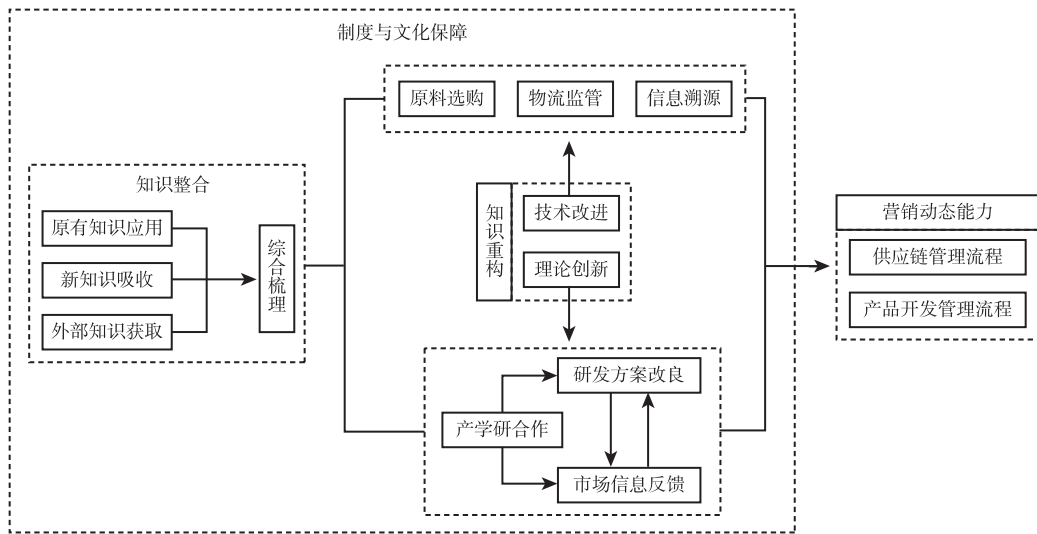 制度与文化保障
原料选购
物流监管
信息溯源
知识整合
原有知识应用
新知识吸收
外部知识获取
综合梳理
知识重构
技术改进
理论创新
产学研合作
研发方案改良
市场信息反馈
营销动态能力
供应链管理流程
产品开发管理流程